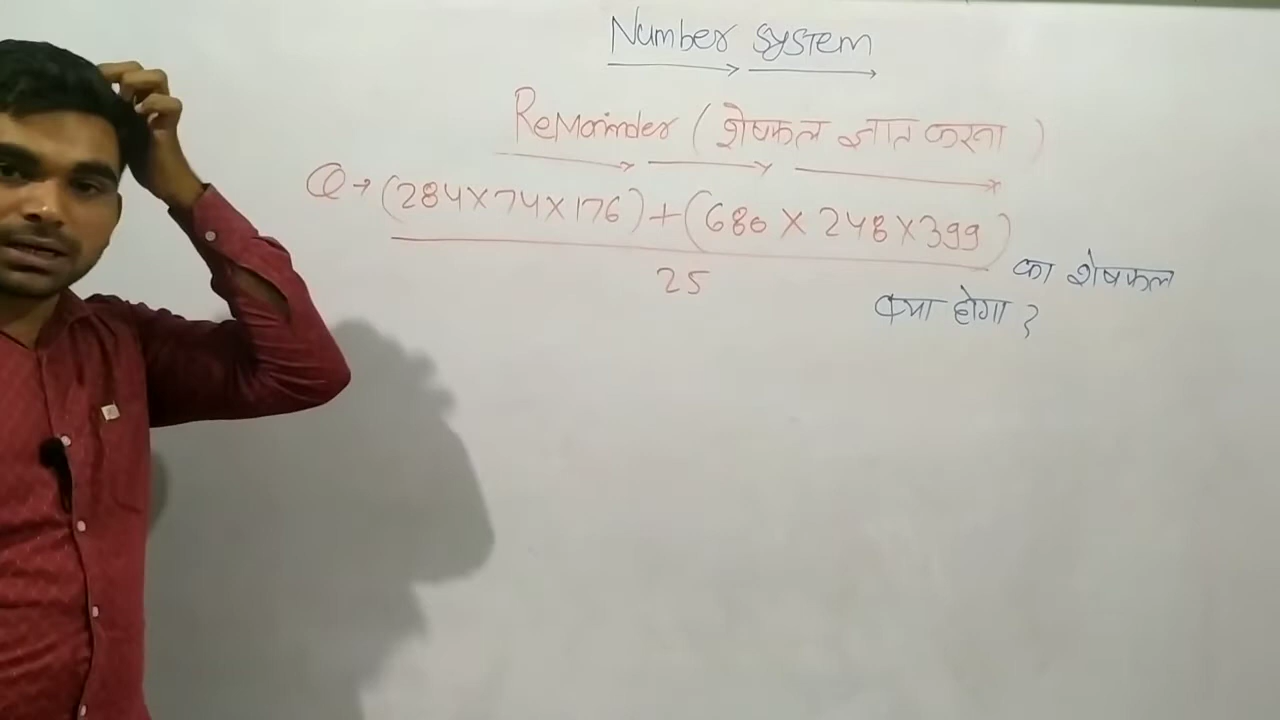 Number system
Remainder (शेषफल ज्ञात करना)
Q → (284×74×176)+(680×248×399)
25
का शेषफल
क्या होगा?